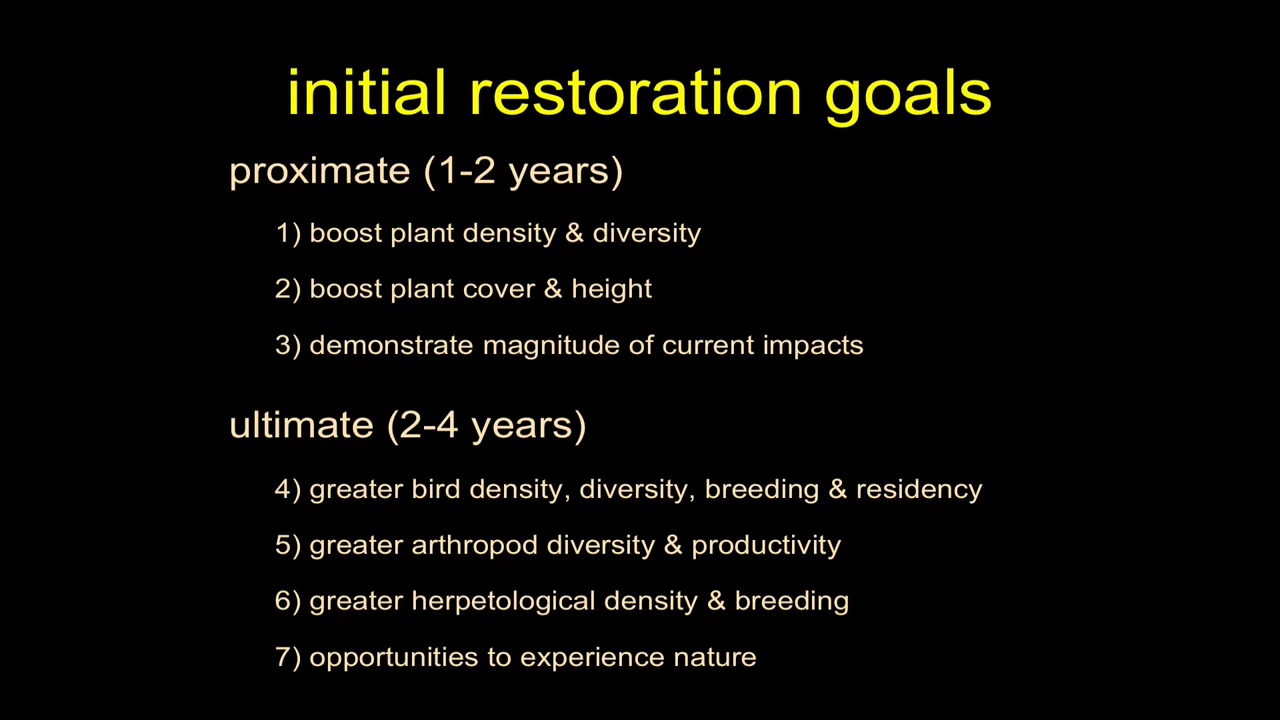 initial restoration goals
proximate (1-2 years)
1) boost plant density & diversity
2) boost plant cover & height
3) demonstrate magnitude of current impacts
ultimate (2-4 years)
4) greater bird density, diversity, breeding & residency
5) greater arthropod diversity & productivity
6) greater herpetological density & breeding
7) opportunities to experience nature